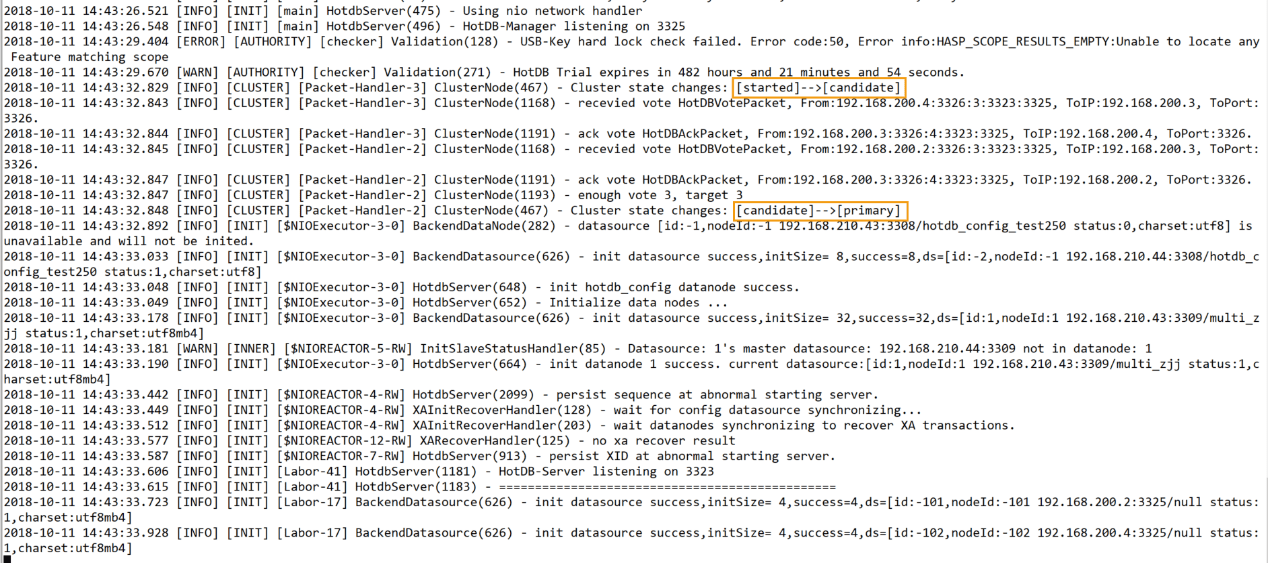 2018-10-11 14:43:26.521 [INFO] [INIT] [main] HotdbServer(475) - Using nio network handler
2018-10-11 14:43:26.548 [INFO] [INIT] [main] HotdbServer(496) - HotDB-Manager listening on 3325
2018-10-11 14:43:29.404 [ERROR] [AUTHORITY] [checker] Validation(128) - USB-Key hard lock check failed. Error code:50, Error info:HASP_SCOPE_RESULTS_EMPTY:Unable to locate any
Feature matching scope
2018-10-11 14:43:29.670 [WARN] [AUTHORITY] [checker] Validation(271) - HotDB Trial expires in 482 hours and 21 minutes and 54 seconds.
2018-10-11 14:43:32.829 [INFO] [CLUSTER] [Packet-Handler-3] ClusterNode(467) - Cluster state changes: [started]-->[candidate]
2018-10-11 14:43:32.843 [INFO] [CLUSTER] [Packet-Handler-3] ClusterNode(1168) - recevied vote HotDBVotePacket, From:192.168.200.4:3326:3:3323:3325, ToIP:192.168.200.3, ToPort:
3326.
2018-10-11 14:43:32.844 [INFO] [CLUSTER] [Packet-Handler-3] ClusterNode(1191) - ack vote HotDBAckPacket, From:192.168.200.3:3326:4:3323:3325, ToIP:192.168.200.4, ToPort:3326.
2018-10-11 14:43:32.845 [INFO] [CLUSTER] [Packet-Handler-2] ClusterNode(1168) - recevied vote HotDBVotePacket, From:192.168.200.2:3326:3:3323:3325, ToIP:192.168.200.3, ToPort:
3326.
2018-10-11 14:43:32.847 [INFO] [CLUSTER] [Packet-Handler-2] ClusterNode(1191) - ack vote HotDBAckPacket, From:192.168.200.3:3326:4:3323:3325, ToIP:192.168.200.2, ToPort:3326.
2018-10-11 14:43:32.847 [INFO] [CLUSTER] [Packet-Handler-2] ClusterNode(1193) - enough vote 3, target 3
2018-10-11 14:43:32.848 [INFO] [CLUSTER] [Packet-Handler-2] ClusterNode(467) - Cluster state changes: [candidate]-->[primary]
2018-10-11 14:43:32.892 [INFO] [INIT] [$NIOExecutor-3-0] BackendDataNode(282) - datasource [id:-1,nodeId:-1 192.168.210.43:3308/hotdb_config_test250 status:0,charset:utf8] is
unavailable and will not be inited.
2018-10-11 14:43:33.033 [INFO] [INIT] [$NIOExecutor-3-0] BackendDatasource(626) - init datasource success,initSize= 8,success=8,ds=[id:-2,nodeId:-1 192.168.210.44:3308/hotdb_c
onfig_test250 status:1,charset:utf8]
2018-10-11 14:43:33.048 [INFO] [INIT] [$NIOExecutor-3-0] HotdbServer(648) - init hotdb_config datanode success.
2018-10-11 14:43:33.049 [INFO] [INIT] [$NIOExecutor-3-0] HotdbServer(652) - Initialize data nodes ...
2018-10-11 14:43:33.178 [INFO] [INIT] [$NIOExecutor-3-0] BackendDatasource(626) - init datasource success,initSize= 32,success=32,ds=[id:1,nodeId:1 192.168.210.43:3309/multi_z
jj status:1,charset:utf8mb4]
2018-10-11 14:43:33.181 [WARN] [INNER] [$NIOREACTOR-5-RW] InitSlaveStatusHandler(85) - Datasource: 1's master datasource: 192.168.210.44:3309 not in datanode: 1
2018-10-11 14:43:33.190 [INFO] [INIT] [$NIOExecutor-3-0] HotdbServer(664) - init datanode 1 success. current datasource:[id:1,nodeId:1 192.168.210.43:3309/multi_zjj status:1,c
harset:utf8mb4]
2018-10-11 14:43:33.442 [INFO] [INIT] [$NIOREACTOR-4-RW] HotdbServer(2099) - persist sequence at abnormal starting server.
2018-10-11 14:43:33.449 [INFO] [INIT] [$NIOREACTOR-4-RW] XAInitRecoverHandler(128) - wait for config datasource synchronizing...
2018-10-11 14:43:33.512 [INFO] [INIT] [$NIOREACTOR-4-RW] XAInitRecoverHandler(203) - wait datanodes synchronizing to recover XA transactions.
2018-10-11 14:43:33.577 [INFO] [INIT] [$NIOREACTOR-12-RW] XARecoverHandler(125) - no xa recover result
2018-10-11 14:43:33.587 [INFO] [INIT] [$NIOREACTOR-7-RW] HotdbServer(913) - persist XID at abnormal starting server.
2018-10-11 14:43:33.606 [INFO] [INIT] [Labor-41] HotdbServer(1181) - HotDB-Server listening on 3323
2018-10-11 14:43:33.615 [INFO] [INIT] [Labor-41] HotdbServer(1183) - =============================================
2018-10-11 14:43:33.723 [INFO] [INIT] [Labor-17] BackendDatasource(626) - init datasource success,initSize= 4,success=4,ds=[id:-101,nodeId:-101 192.168.200.2:3325/null status:
1,charset:utf8mb4]
2018-10-11 14:43:33.928 [INFO] [INIT] [Labor-17] BackendDatasource(626) - init datasource success,initSize= 4,success=4,ds=[id:-102,nodeId:-102 192.168.200.4:3325/null status:
1,charset:utf8mb4]